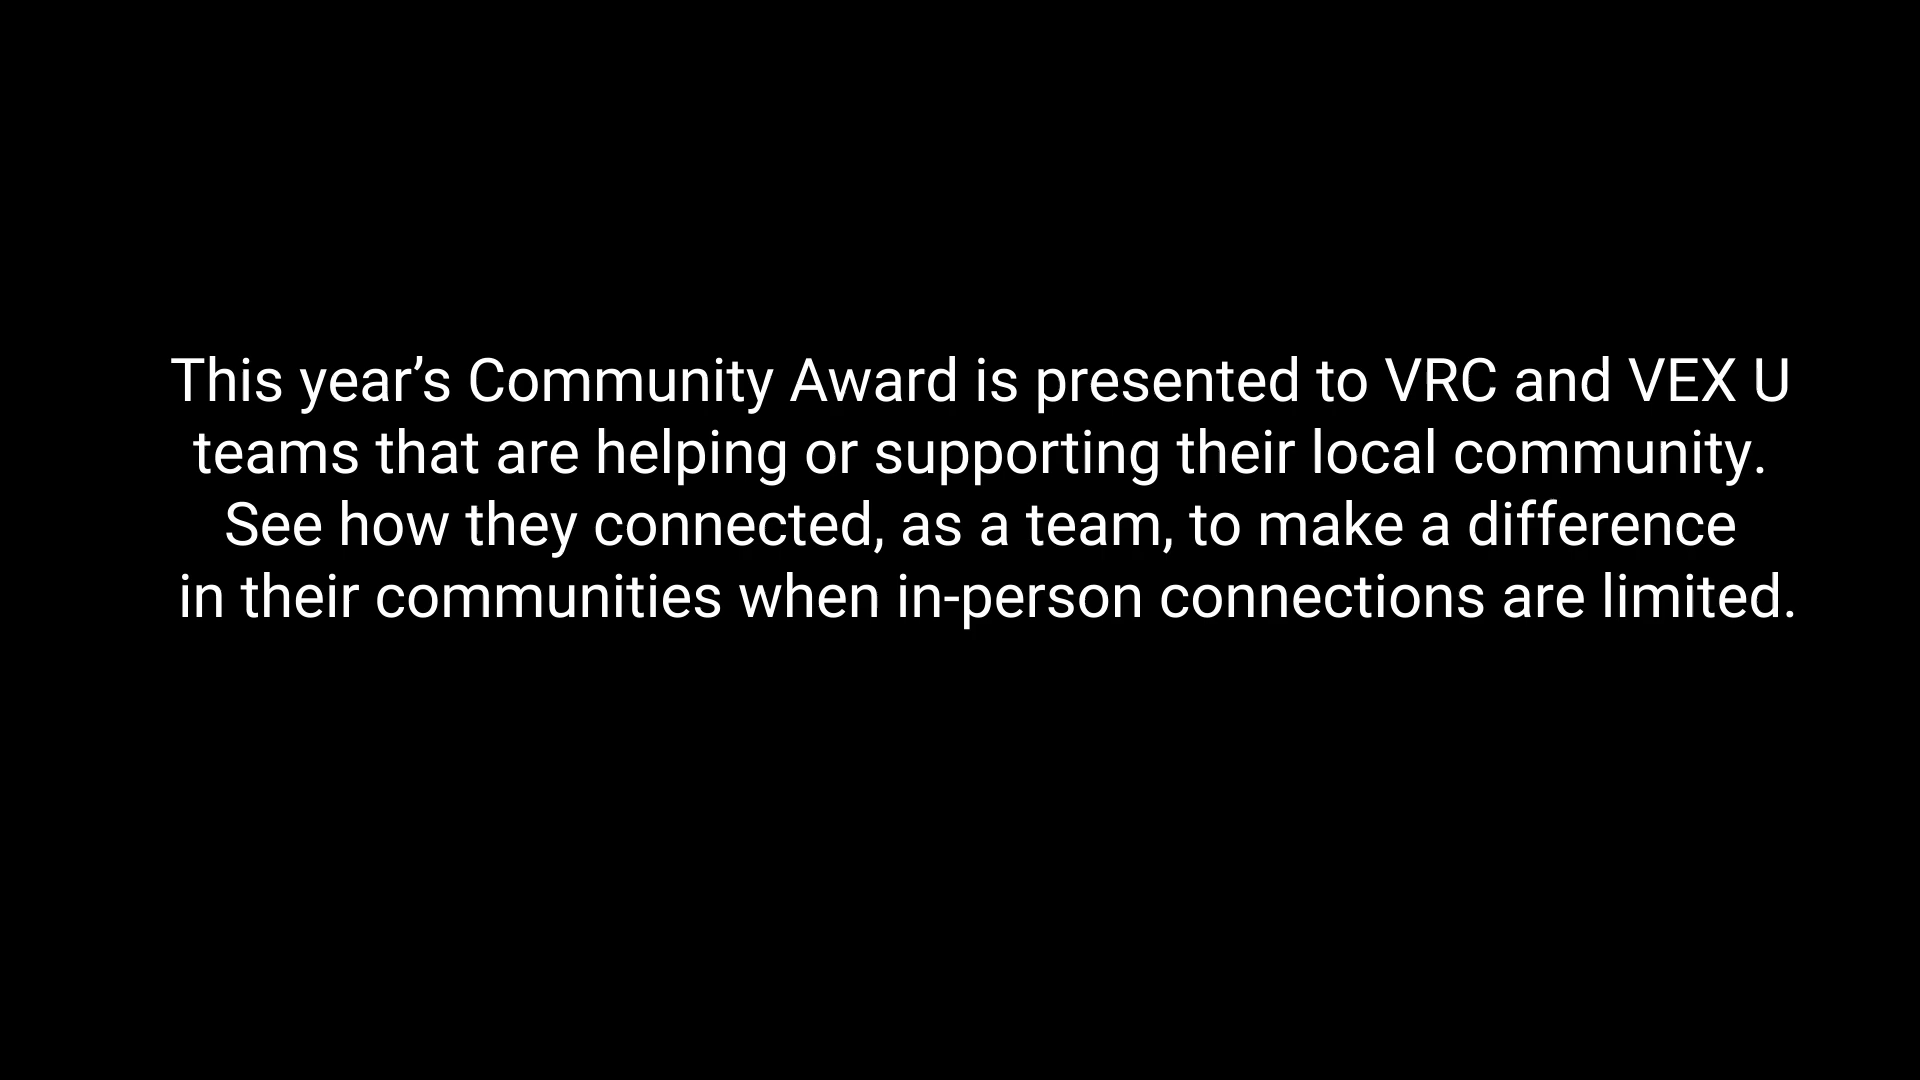 This year’s Community Award is presented to VRC and VEX U
teams that are helping or supporting their local community.
See how they connected, as a team, to make a difference
in their communities when in-person connections are limited.